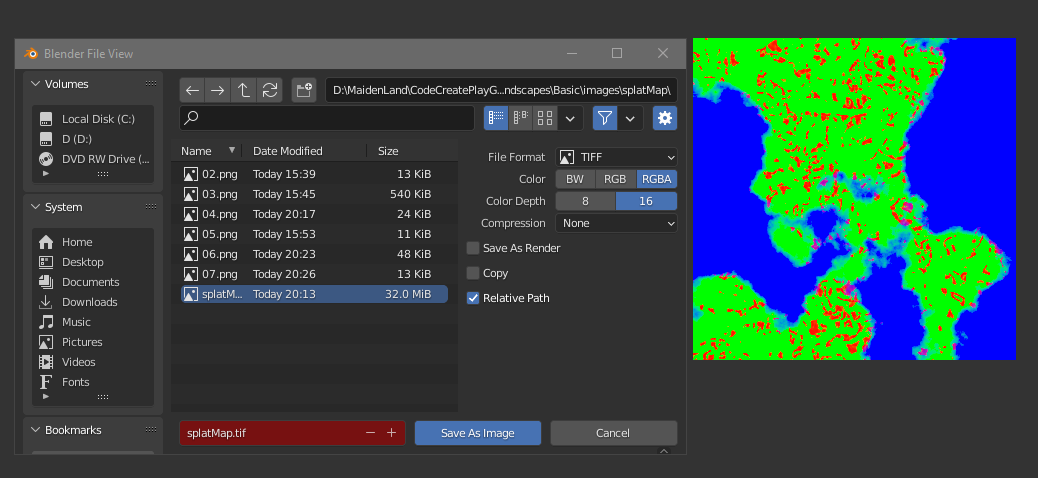 Blender File View
Volumes
Local Disk (C:)
D (D:)
DVD RW Drive (...
System
Home
Desktop
Documents
Downloads
Music
Pictures
Videos
Fonts
Bookmarks
D:\MaidenLand\CodeCreatePlayG...ndscapes\Basic\images\splatMap\
Name Date Modified Size
02.png Today 15:39 13 KiB
03.png Today 15:45 540 KiB
04.png Today 20:17 24 KiB
05.png Today 15:53 11 KiB
06.png Today 20:23 48 KiB
07.png Today 20:26 13 KiB
splatM... Today 20:13 32.0 MiB
File Format TIFF
Color BW RGB RGBA
Color Depth 8 16
Compression None
Save As Render
Copy
Relative Path
splatMap.tif
Save As Image Cancel